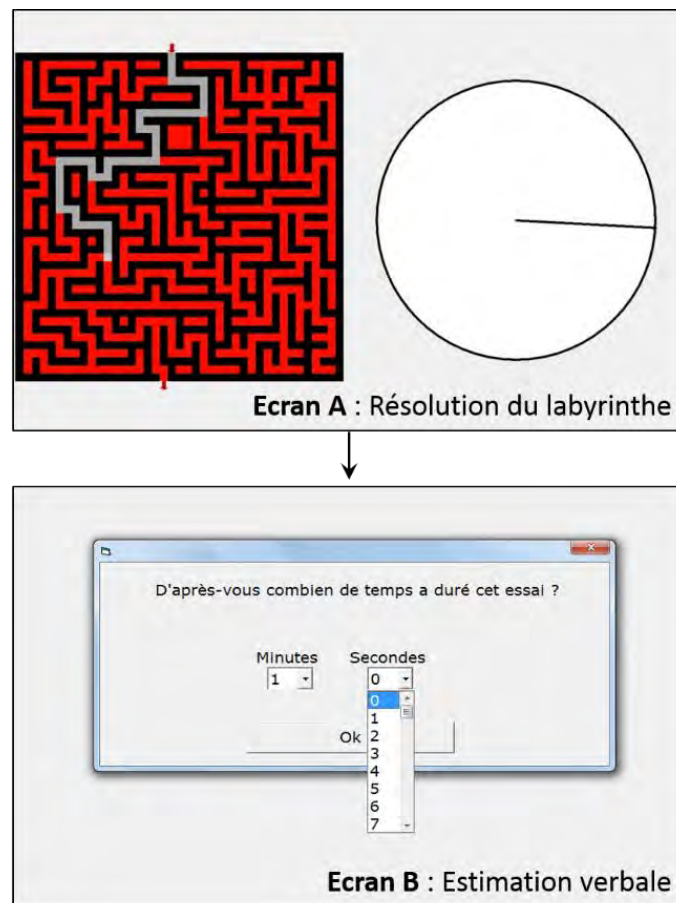 Ecran A : Résolution du labyrinthe
D'après-vous combien de temps a duré cet essai ?
Minutes Secondes
1 0
0
1
2
Ok
3
4
5
6
7
Ecran B : Estimation verbale